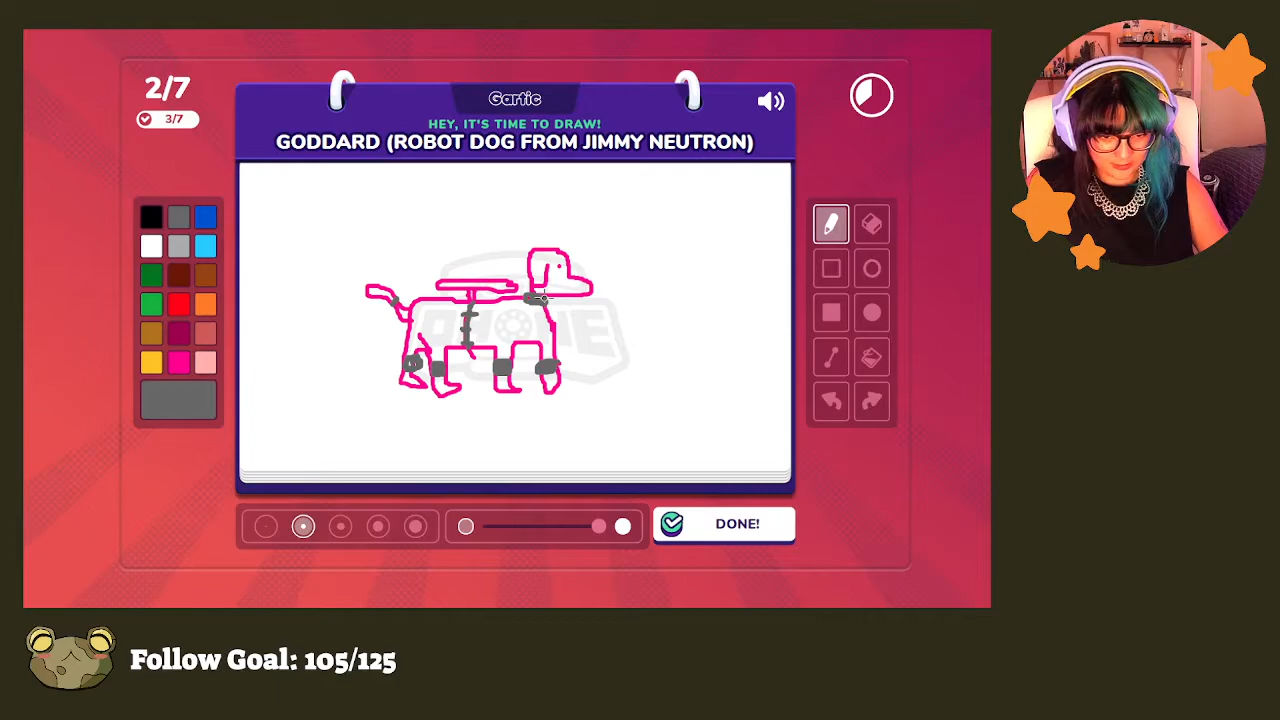 2/7
3/7
Gartic
HEY, IT'S TIME TO DRAW!
GODDARD (ROBOT DOG FROM JIMMY NEUTRON)
PHONE
DONE!
Follow Goal: 105/125